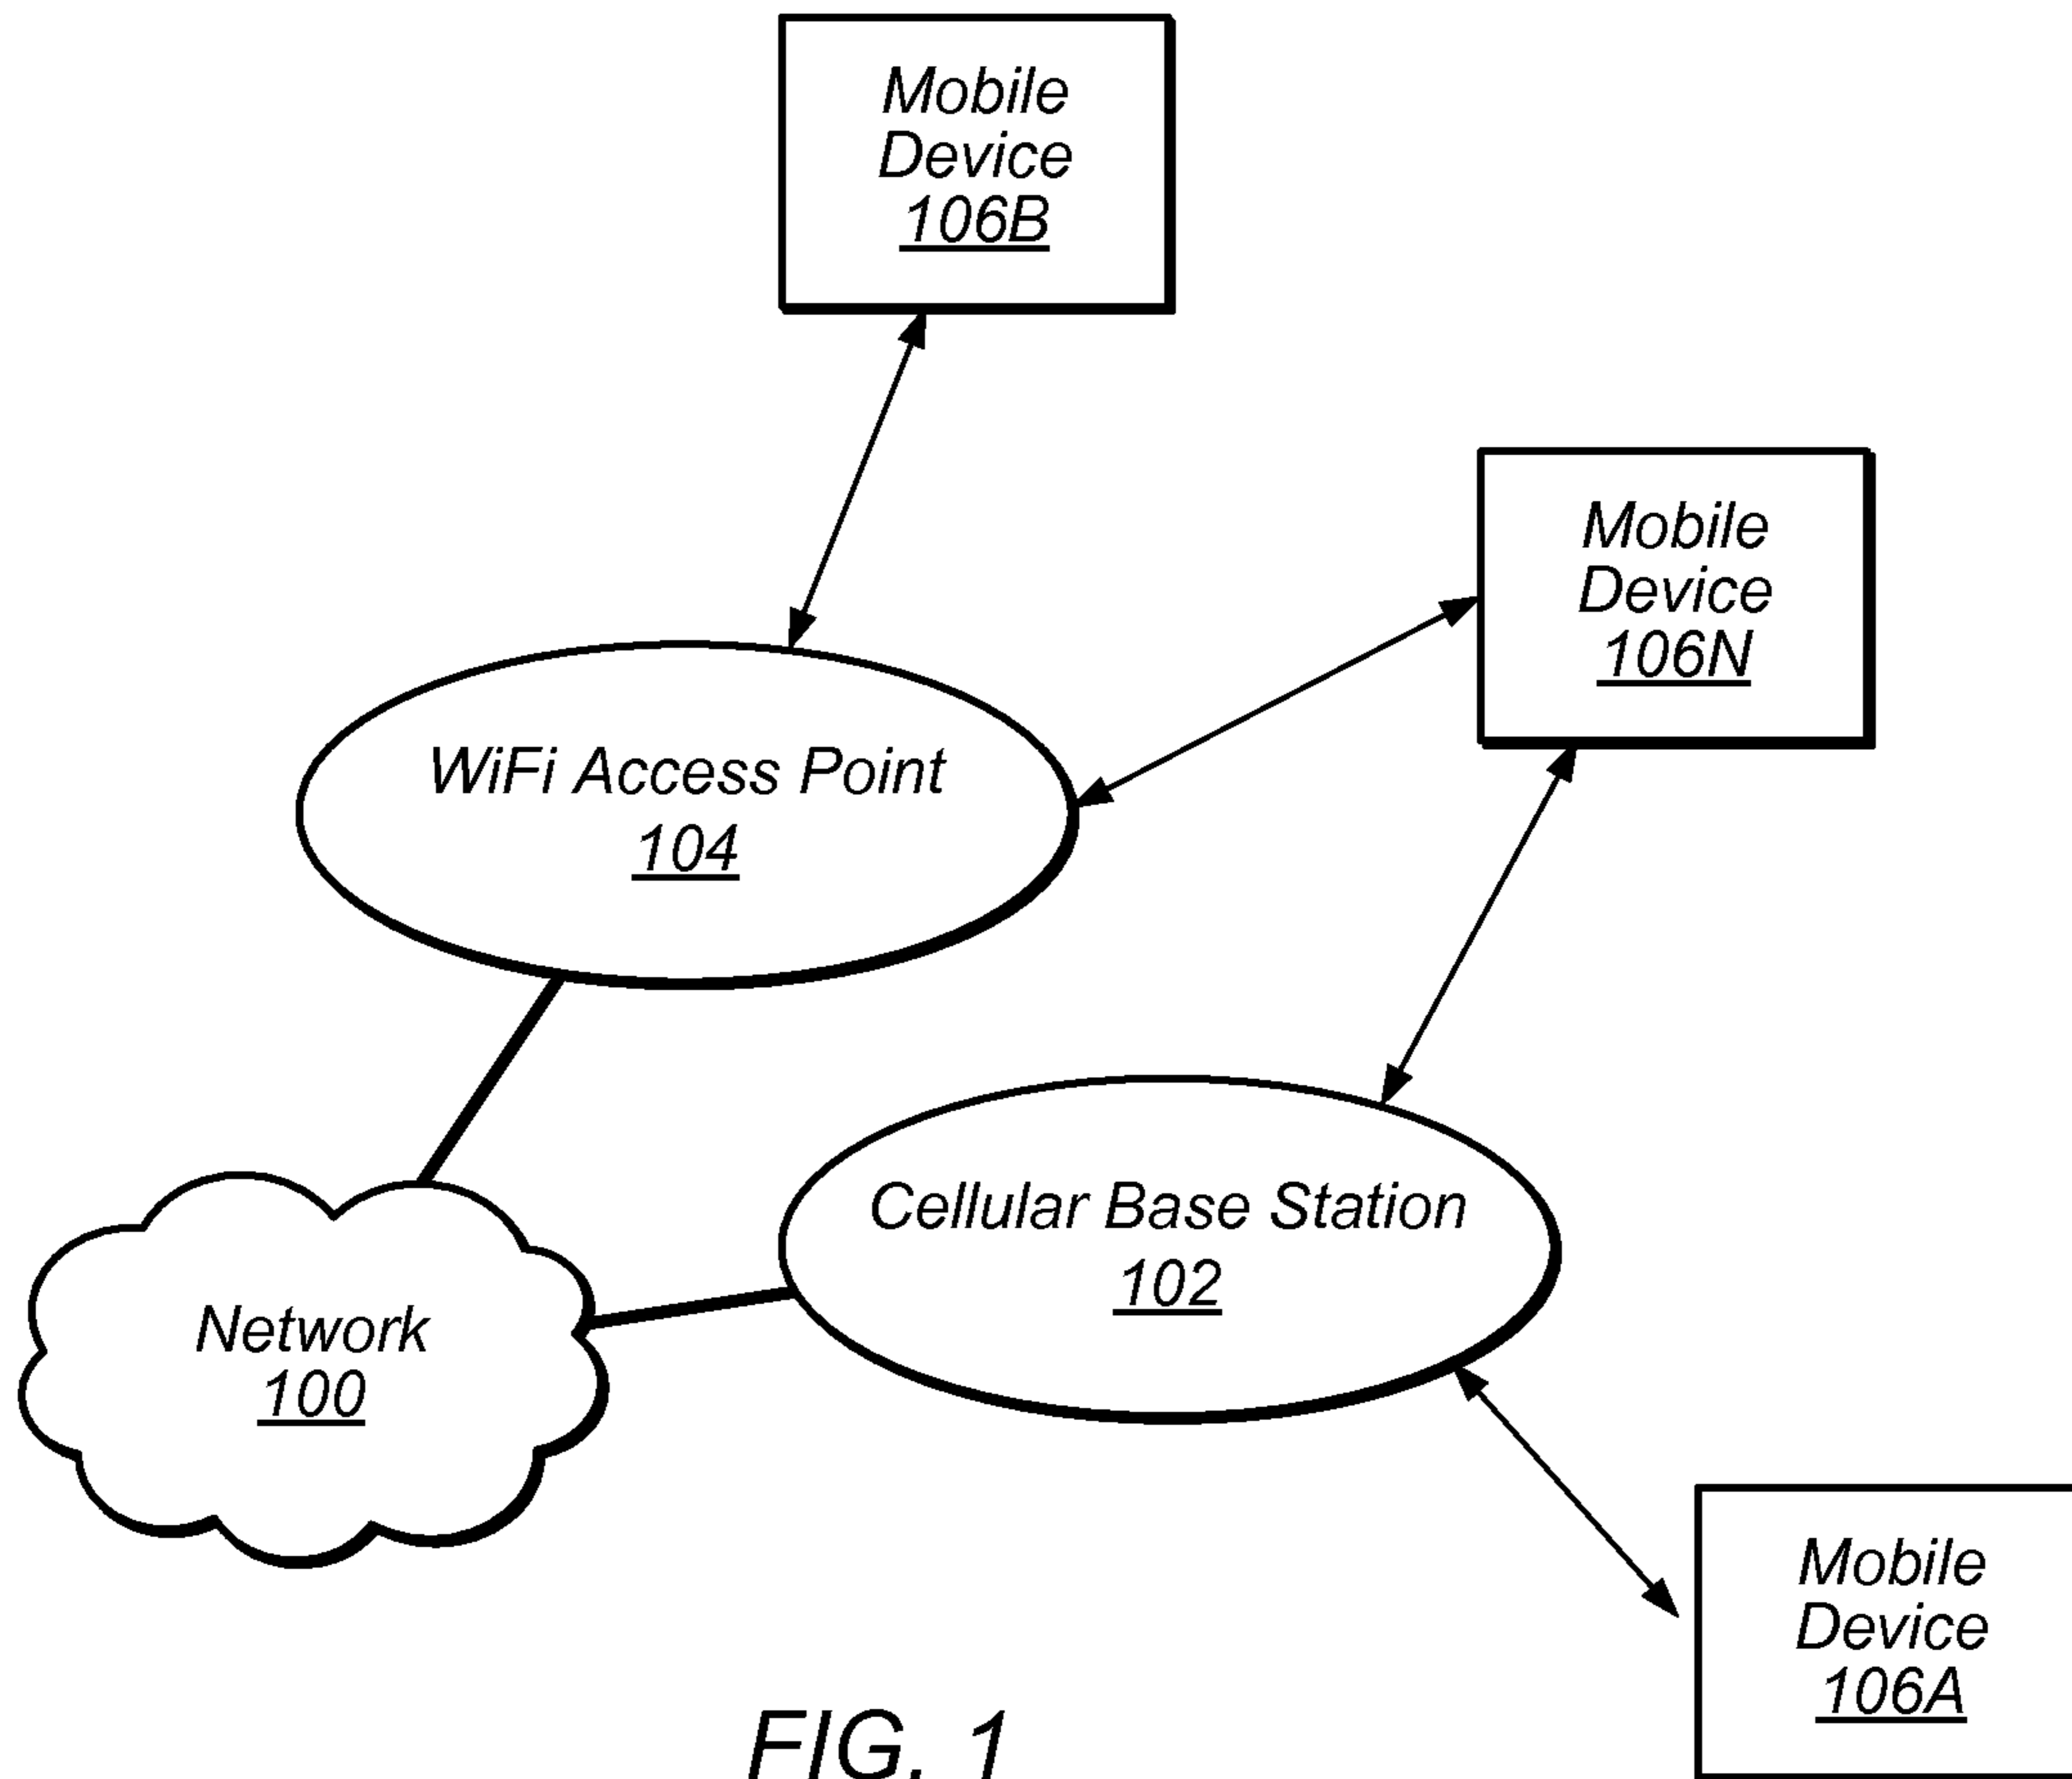 Mobile
Device
106B
Mobile
Device
106N
WiFi Access Point
104
Cellular Base Station
102
Network
100
Mobile
Device
106A
FIG. 1